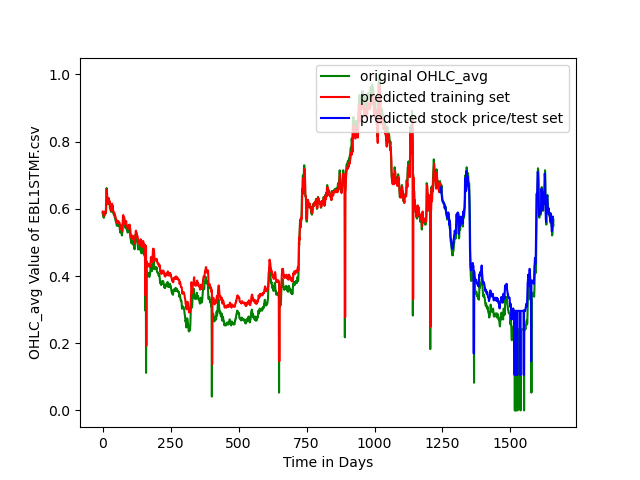 original OHLC_avg
predicted training set
predicted stock price/test set
OHLC_avg Value of EBL1STMF.csv
1.0
0.8
0.6
0.4
0.2
0.0
0 250 500 750 1000 1250 1500
Time in Days